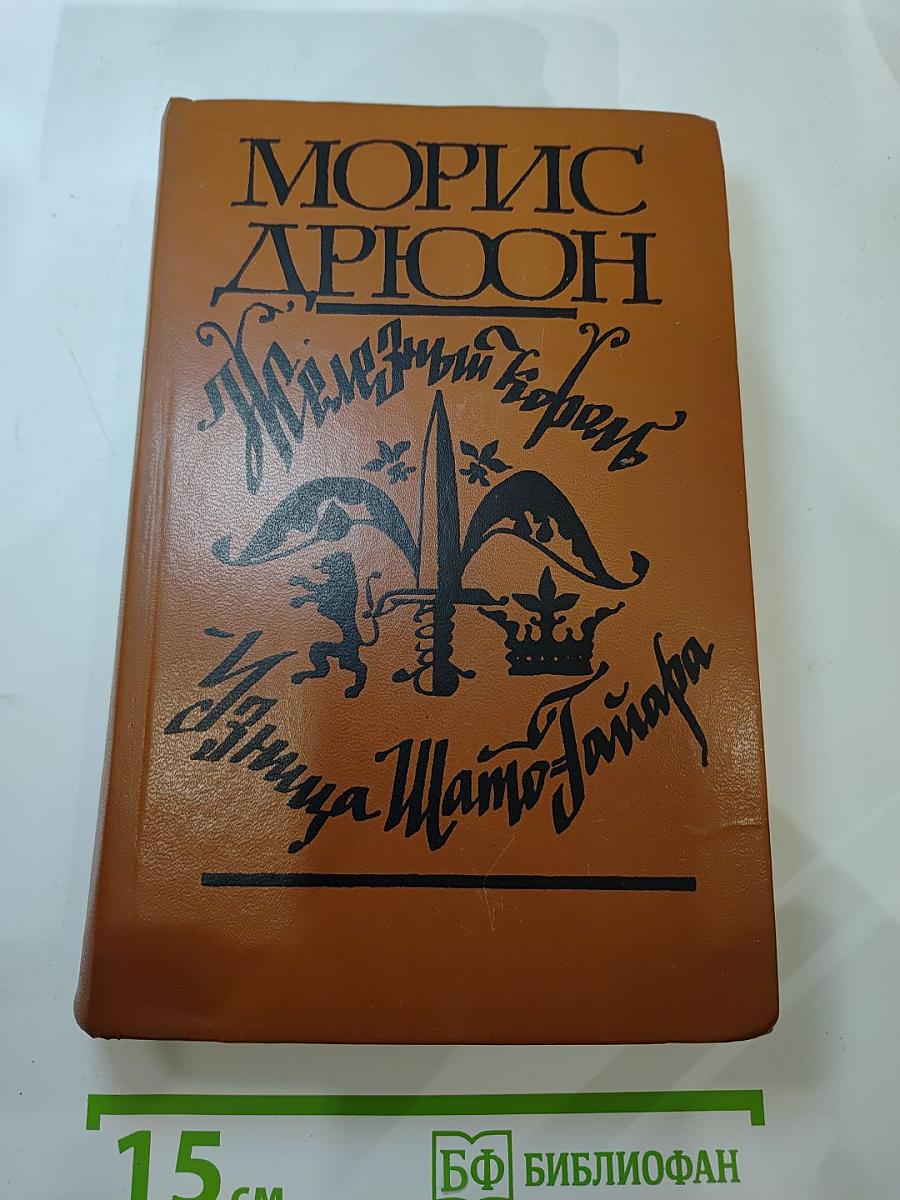 МОРИС
ДРЮОН
Железный король
Узница Шато-Гайара
15 см
БФ БИБЛИОФАН